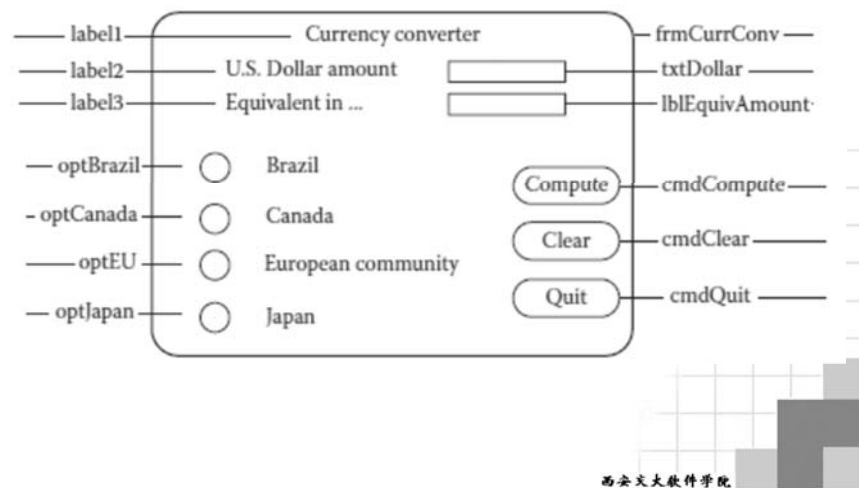 label1 Currency converter frmCurrConv
label2 U.S. Dollar amount txtDollar
label3 Equivalent in ... lblEquivAmount
optBrazil Brazil
Compute cmdCompute
optCanada Canada
Clear cmdClear
optEU European community
Quit cmdQuit
optJapan Japan
西安交大软件学院